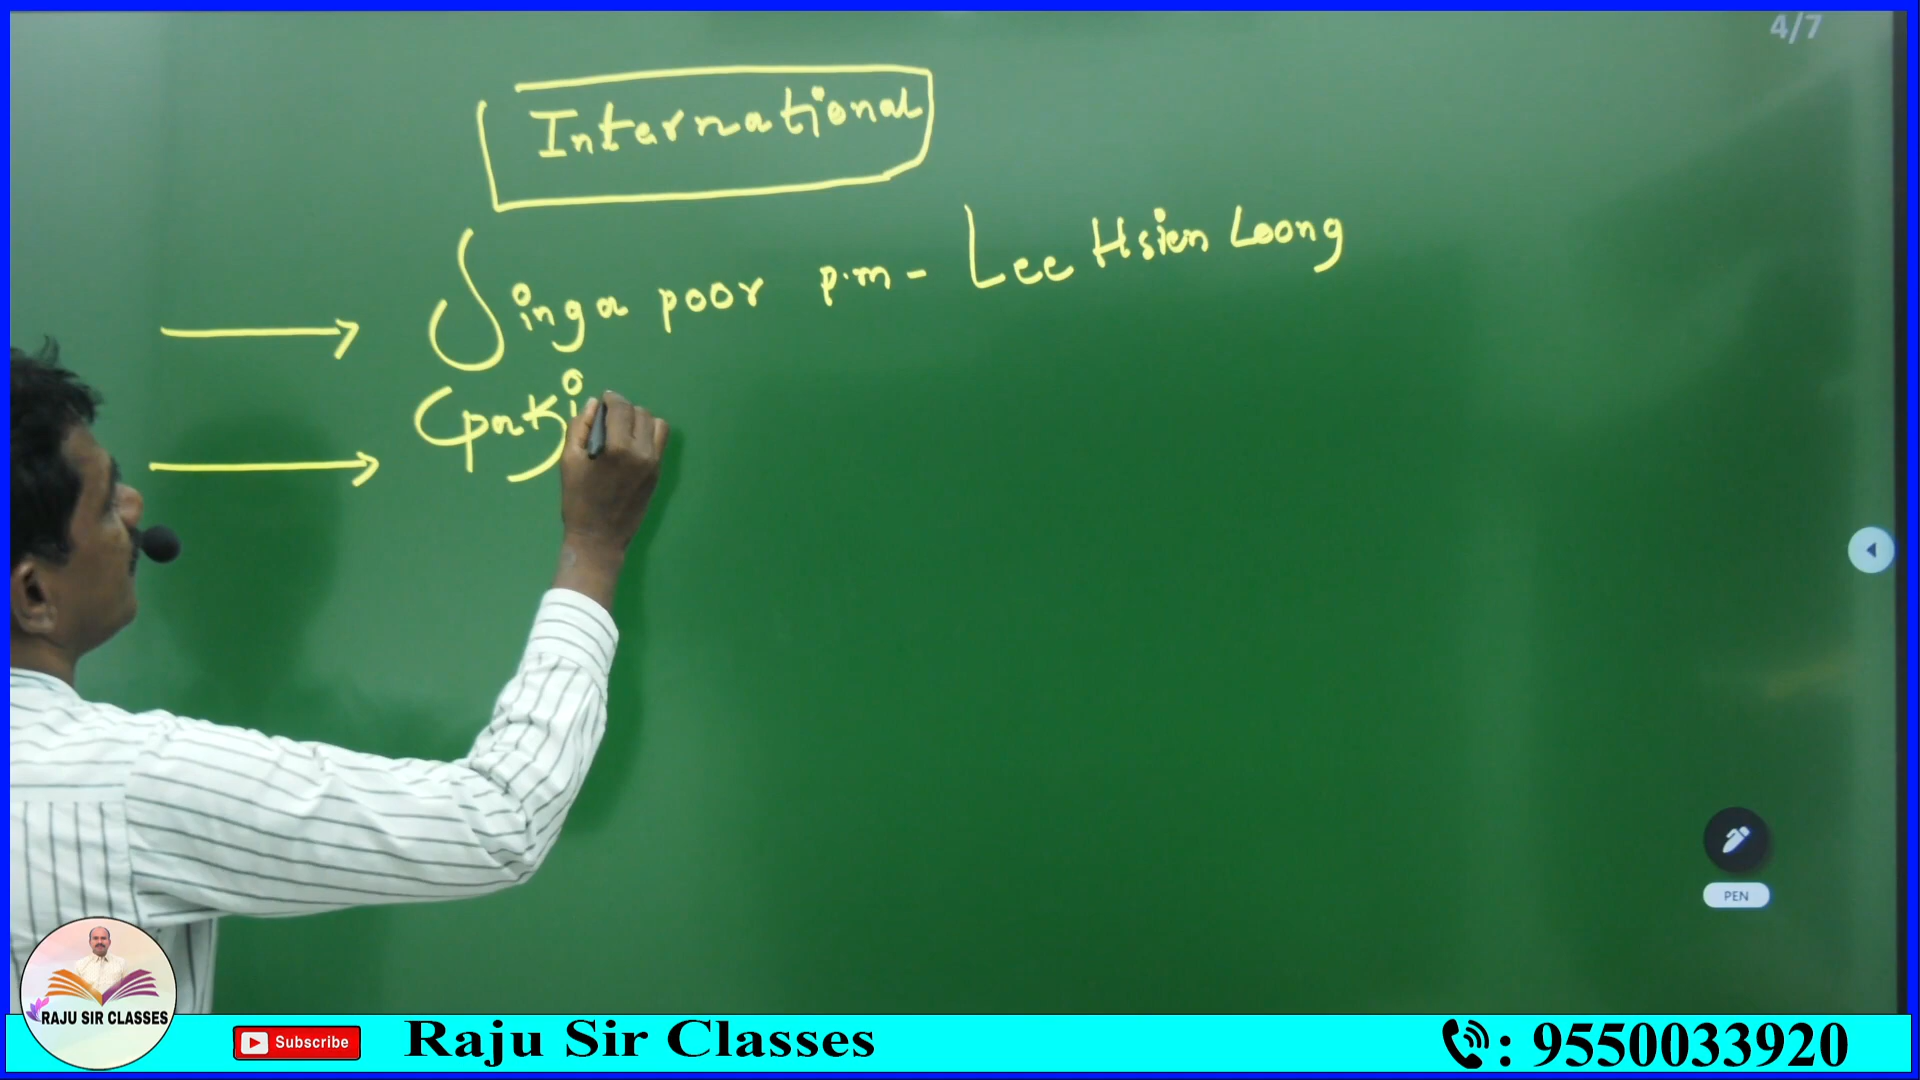 4/7
International
Singa poor p.m - Lee Hsien Loong
Paki
PEN
RAJU SIR CLASSES
Subscribe
Raju Sir Classes
: 9550033920